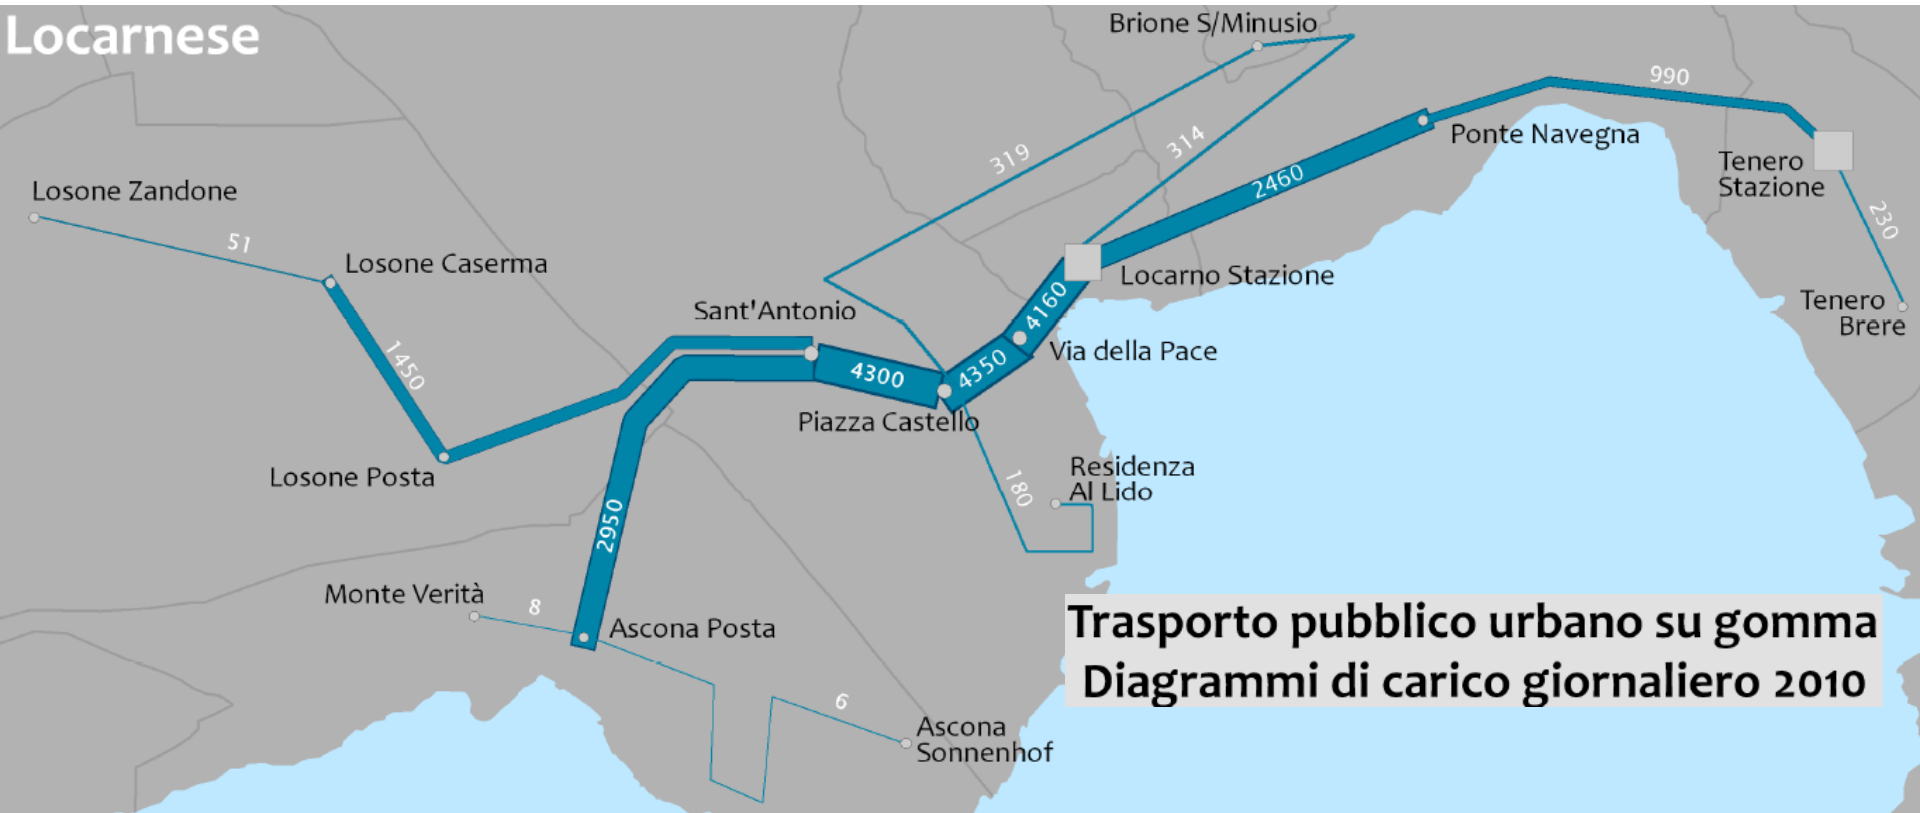 Locarnese
Brione S/Minusio
990
Ponte Navegna
319
314
2460
Tenero
Stazione
230
Losone Zandone
51
Losone Caserma
Locarno Stazione
Tenero
Brere
Sant'Antonio
4160
Via della Pace
1450
4300
4350
Piazza Castello
Losone Posta
180
Residenza
Al Lido
2950
Monte Verità
8
Ascona Posta
Trasporto pubblico urbano su gomma
Diagrammi di carico giornaliero 2010
6
Ascona
Sonnenhof